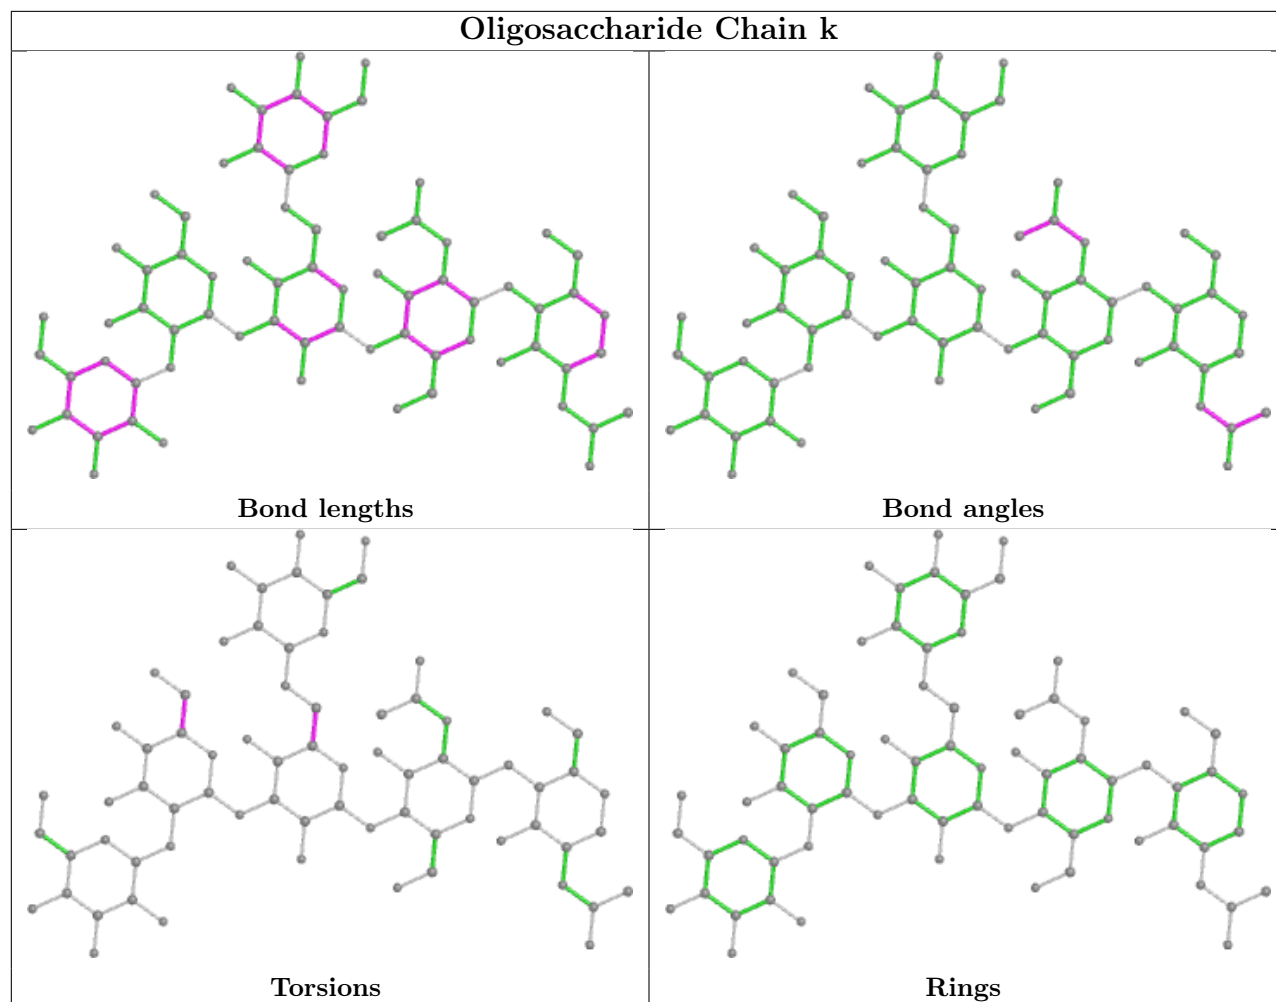 Oligosaccharide Chain k
Bond lengths
Bond angles
Torsions
Rings